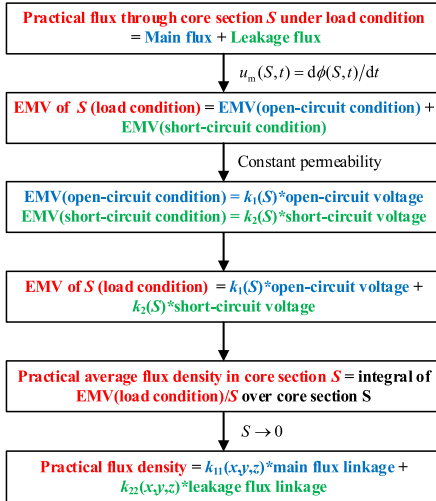 Practical flux through core section S under load condition
= Main flux + Leakage flux
u_m(S,t) = dϕ(S,t)/dt
EMV of S (load condition) = EMV(open-circuit condition) +
EMV(short-circuit condition)
Constant permeability
EMV(open-circuit condition) = k₁(S)*open-circuit voltage
EMV(short-circuit condition) = k₂(S)*short-circuit voltage
EMV of S (load condition) = k₁(S)*open-circuit voltage +
k₂(S)*short-circuit voltage
Practical average flux density in core section S = integral of
EMV(load condition)/S over core section S
S → 0
Practical flux density = k₁₁(x,y,z)*main flux linkage +
k₂₂(x,y,z)*leakage flux linkage